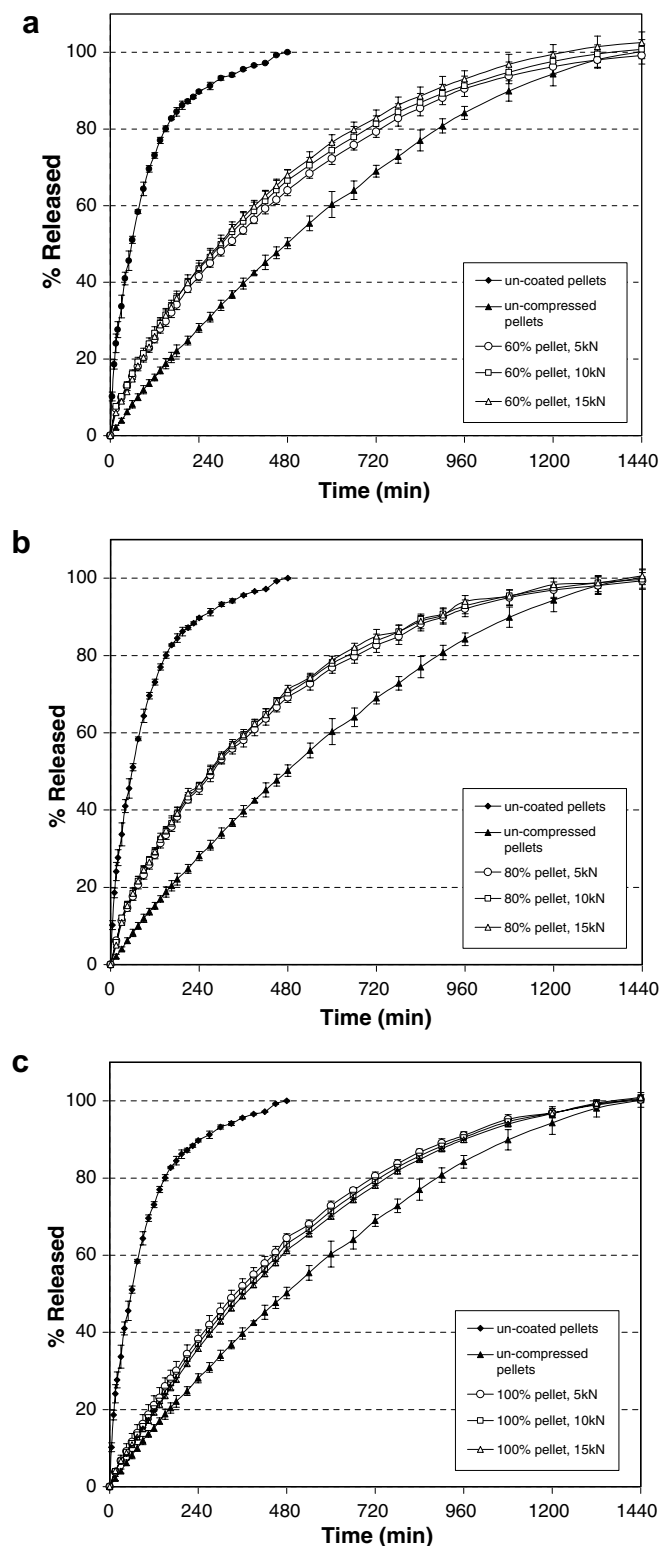 a
% Released
100
80
60
40
20
0
un-coated pellets
un-compressed
pellets
60% pellet, 5kN
60% pellet, 10kN
60% pellet, 15kN
0 240 480 720 960 1200 1440
Time (min)
b
% Released
100
80
60
40
20
0
un-coated pellets
un-compressed
pellets
80% pellet, 5kN
80% pellet, 10kN
80% pellet, 15kN
0 240 480 720 960 1200 1440
Time (min)
c
% Released
100
80
60
40
20
0
un-coated pellets
un-compressed
pellets
100% pellet, 5kN
100% pellet, 10kN
100% pellet, 15kN
0 240 480 720 960 1200 1440
Time (min)